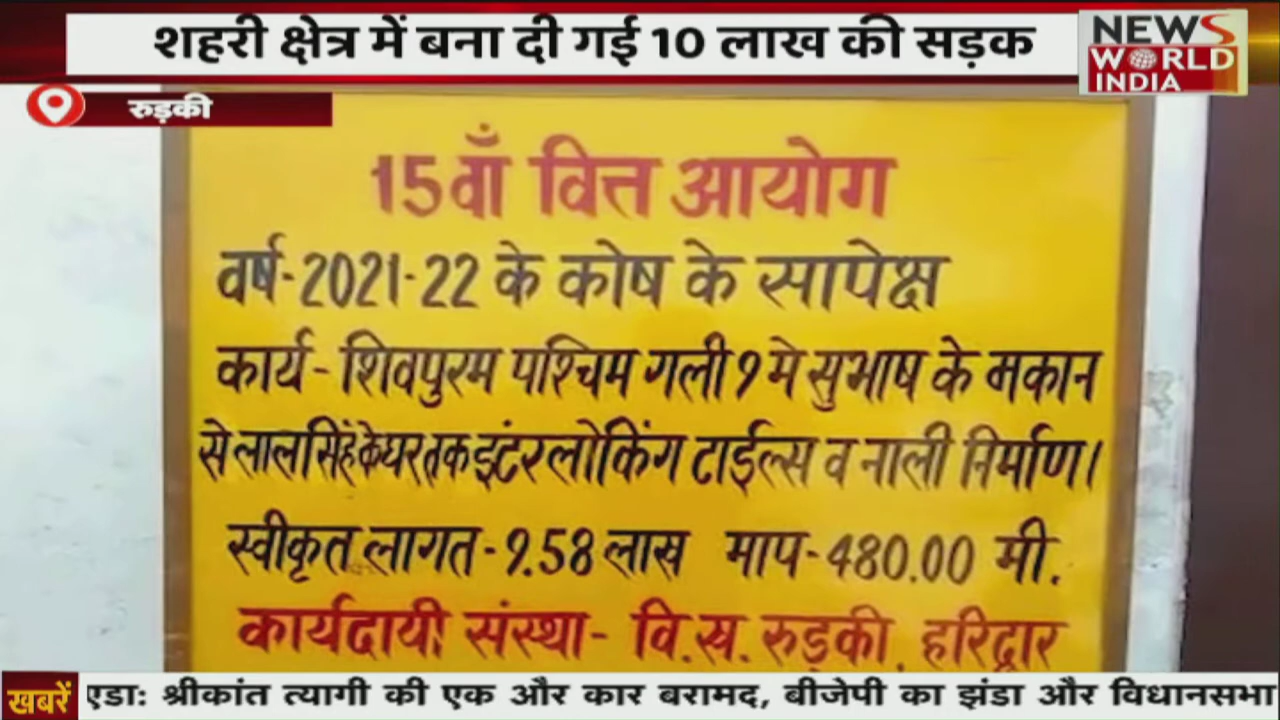 शहरी क्षेत्र में बना दी गई 10 लाख की सड़क
NEWS
WORLD
INDIA
रुड़की
15वाँ वित्त आयोग
वर्ष-2021-22 के कोष के सापेक्ष
कार्य - शिवपुरम पश्चिम गली 9 मे सुभाष के मकान
से लाल सिंह के घर तक इंटरलोकिंग टाईल्स व नाली निर्माण।
स्वीकृत लागत - 9.58 लाख माप-480.00 मी.
कार्यदायी संस्था- वि.ख. रुड़की, हरिद्वार
खबरें
एडा: श्रीकांत त्यागी की एक और कार बरामद, बीजेपी का झंडा और विधानसभा